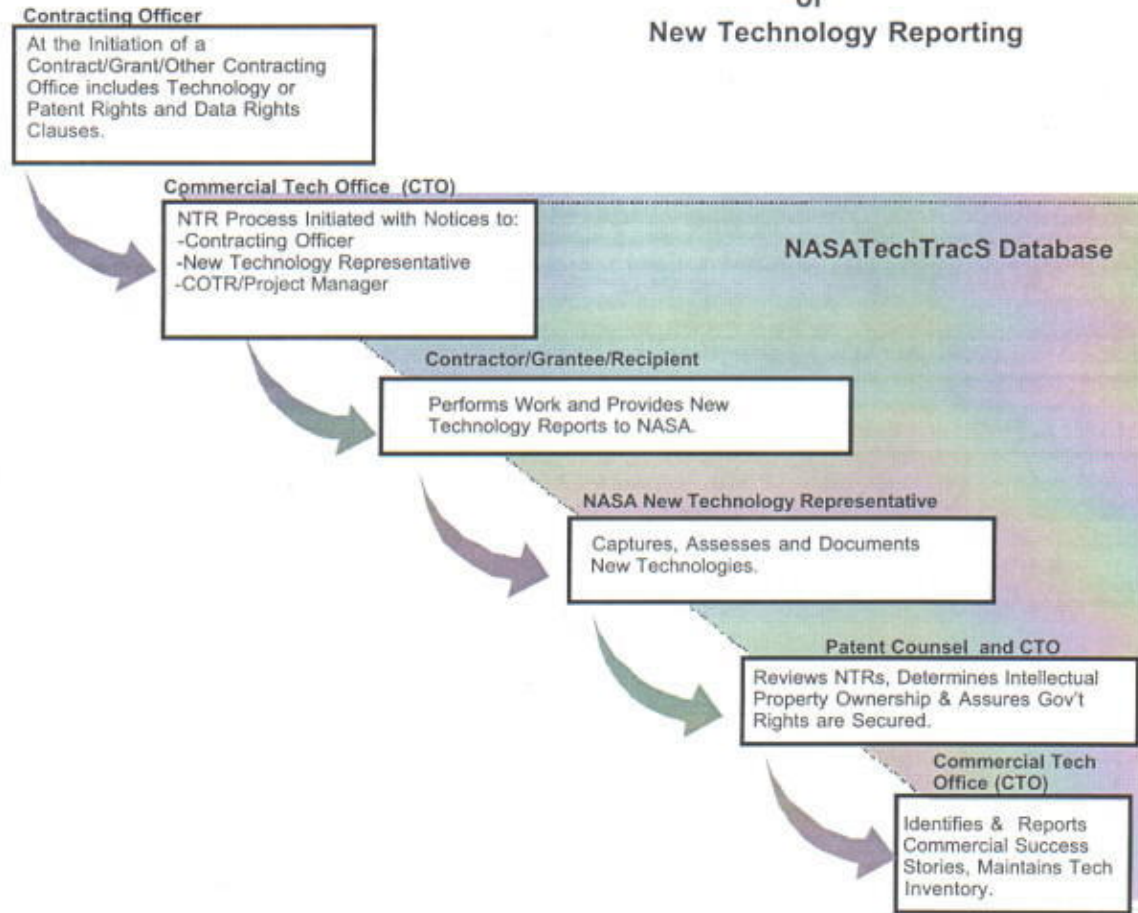 of
New Technology Reporting
Contracting Officer
At the Initiation of a
Contract/Grant/Other Contracting
Office includes Technology or
Patent Rights and Data Rights
Clauses.
Commercial Tech Office (CTO)
NTR Process Initiated with Notices to:
-Contracting Officer
-New Technology Representative
-COTR/Project Manager
NASATechTracS Database
Contractor/Grantee/Recipient
Performs Work and Provides New
Technology Reports to NASA.
NASA New Technology Representative
Captures, Assesses and Documents
New Technologies.
Patent Counsel and CTO
Reviews NTRs, Determines Intellectual
Property Ownership & Assures Gov't
Rights are Secured.
Commercial Tech
Office (CTO)
Identifies & Reports
Commercial Success
Stories, Maintains Tech
Inventory.